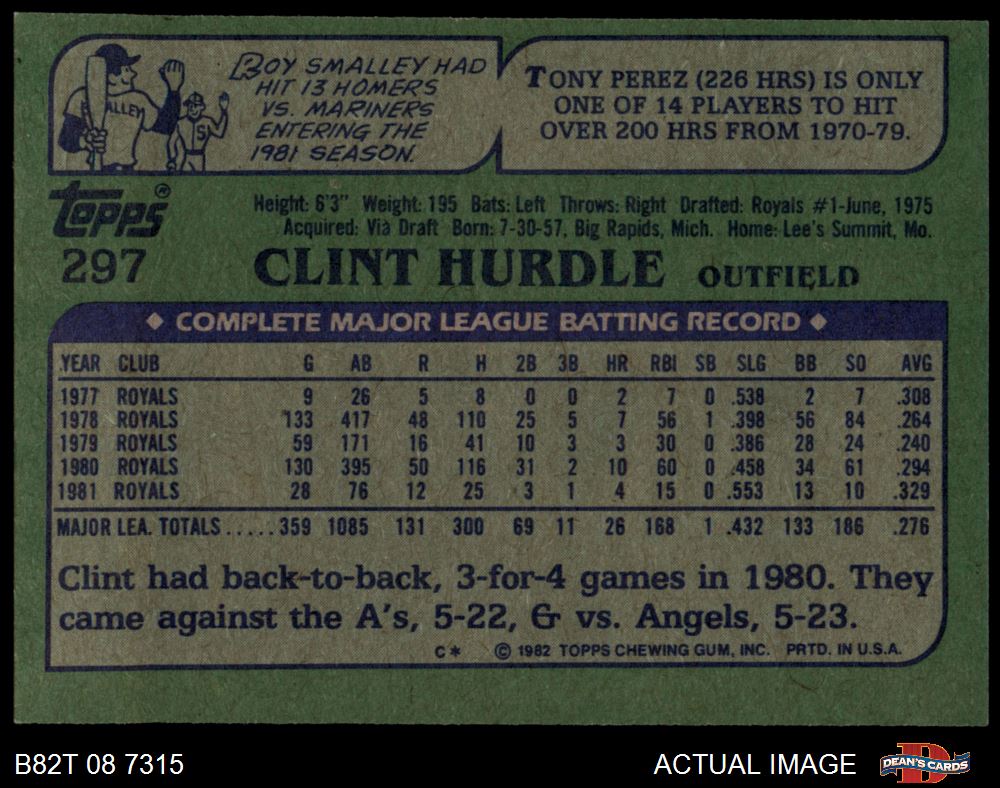 ROY SMALLEY HAD
HIT 13 HOMERS
VS. MARINERS
ENTERING THE
1981 SEASON.
ALLEY
S
TONY PEREZ (226 HRS) IS ONLY
ONE OF 14 PLAYERS TO HIT
OVER 200 HRS FROM 1970-79.
topps®
Height: 6'3" Weight: 195 Bats: Left Throws: Right Drafted: Royals #1-June, 1975
Acquired: Via Draft Born: 7-30-57, Big Rapids, Mich. Home: Lee's Summit, Mo.
297 CLINT HURDLE OUTFIELD
◆ COMPLETE MAJOR LEAGUE BATTING RECORD ◆
YEAR CLUB G AB R H 2B 3B HR RBI SB SLG BB SO AVG
1977 ROYALS 9 26 5 8 0 0 2 7 0 .538 2 7 .308
1978 ROYALS 133 417 48 110 25 5 7 56 1 .398 56 84 .264
1979 ROYALS 59 171 16 41 10 3 3 30 0 .386 28 24 .240
1980 ROYALS 130 395 50 116 31 2 10 60 0 .458 34 61 .294
1981 ROYALS 28 76 12 25 3 1 4 15 0 .553 13 10 .329
MAJOR LEA. TOTALS.....359 1085 131 300 69 11 26 168 1 .432 133 186 .276
Clint had back-to-back, 3-for-4 games in 1980. They
came against the A's, 5-22, & vs. Angels, 5-23.
C* © 1982 TOPPS CHEWING GUM, INC. PRTD. IN U.S.A.
B82T 08 7315
ACTUAL IMAGE
DEAN'S CARDS